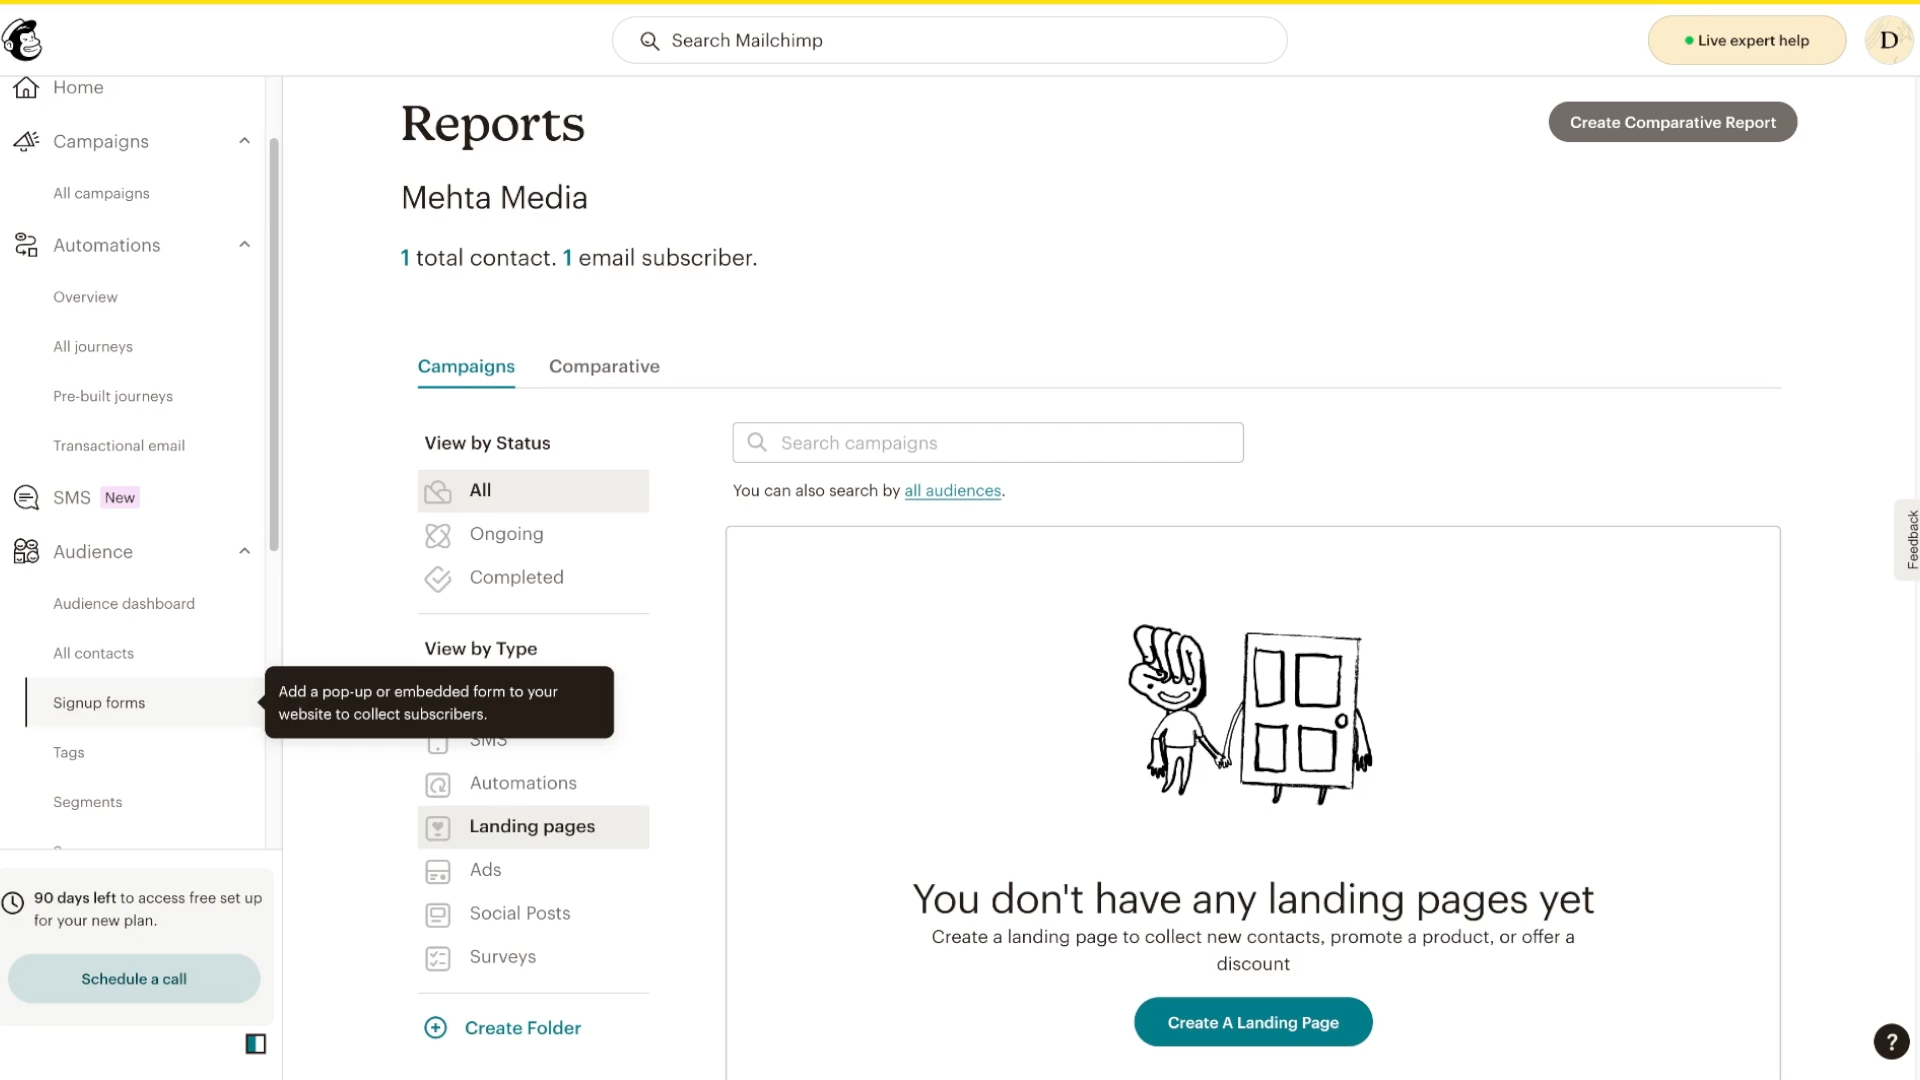 Search Mailchimp
Live expert help
D
Home
Campaigns
All campaigns
Automations
Overview
All journeys
Pre-built journeys
Transactional email
SMS New
Audience
Audience dashboard
All contacts
Signup forms
Tags
Segments
90 days left to access free set up
for your new plan.
Schedule a call
Reports
Create Comparative Report
Mehta Media
1 total contact. 1 email subscriber.
Campaigns
Comparative
View by Status
All
Ongoing
Completed
View by Type
Add a pop-up or embedded form to your
website to collect subscribers.
SMS
Automations
Landing pages
Ads
Social Posts
Surveys
Create Folder
Search campaigns
You can also search by all audiences.
You don't have any landing pages yet
Create a landing page to collect new contacts, promote a product, or offer a
discount
Create A Landing Page
Feedback
?